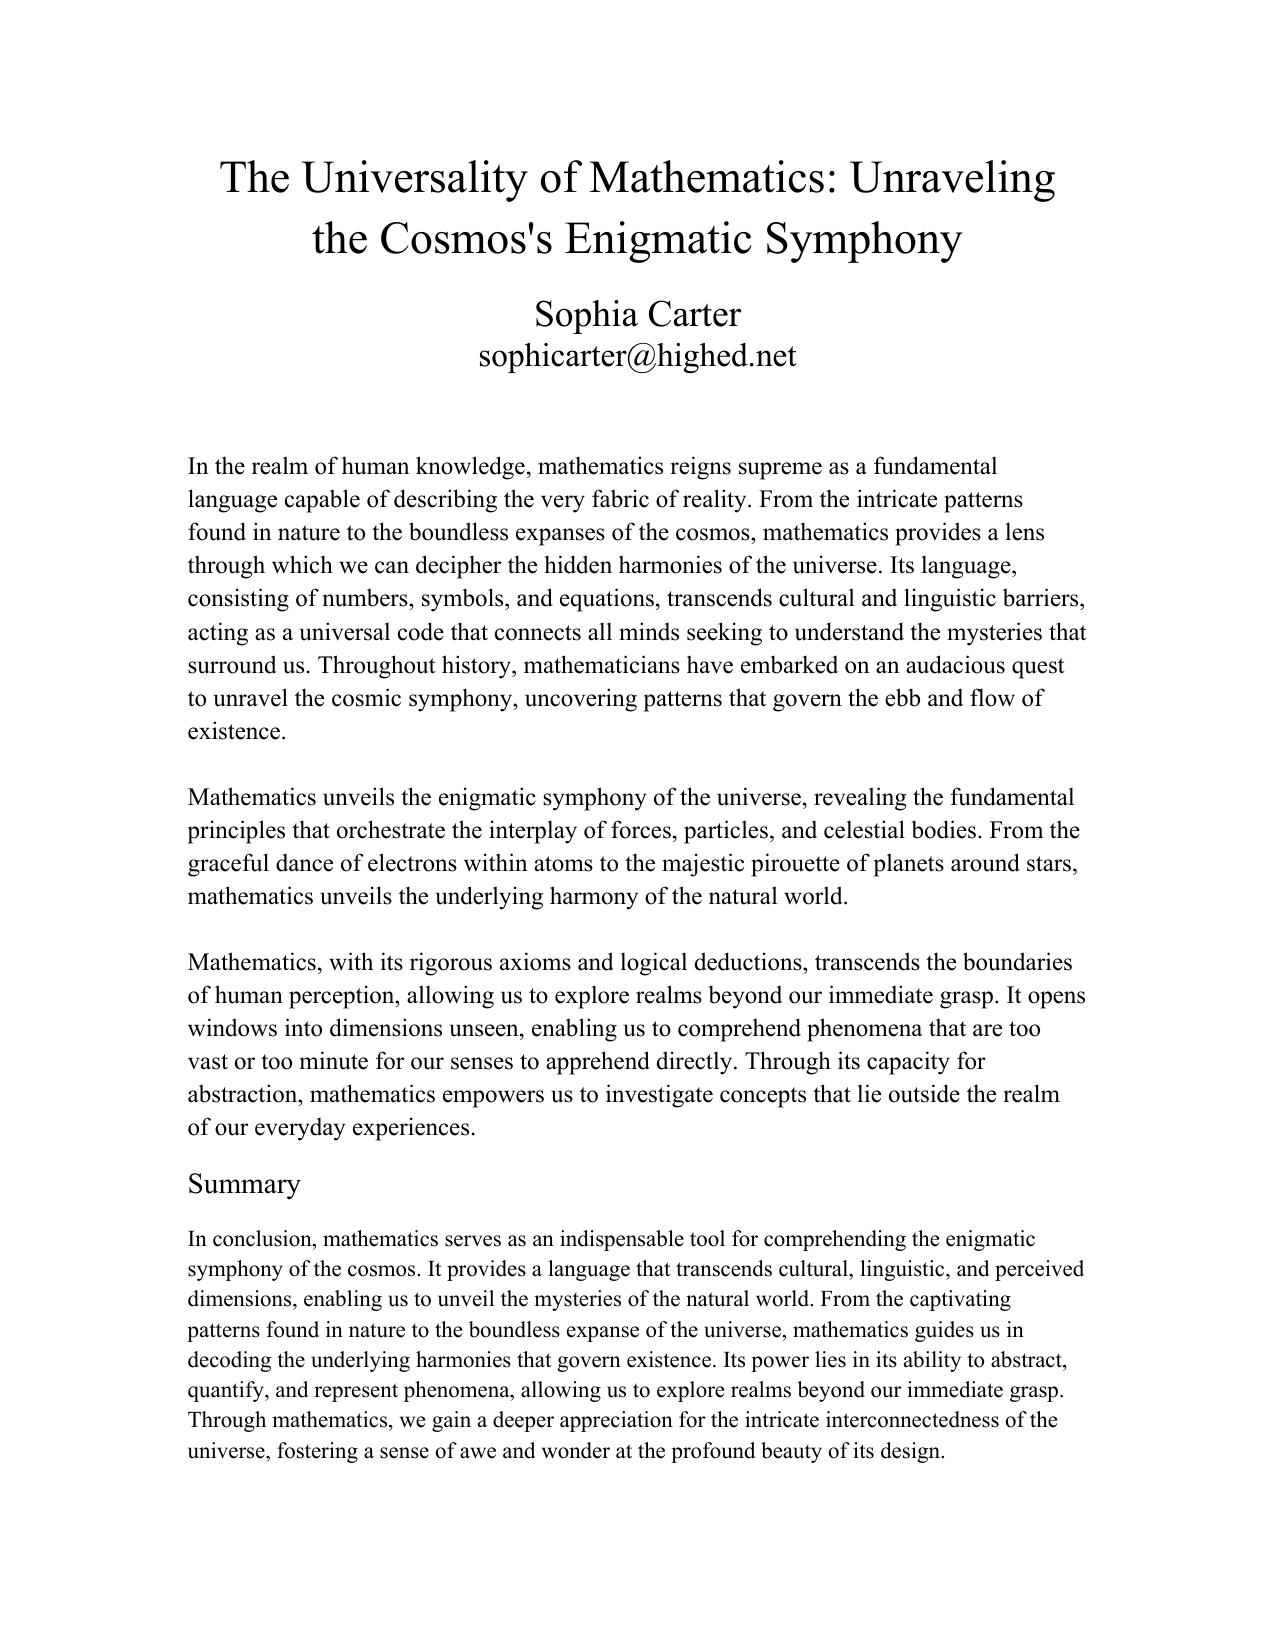 The Universality of Mathematics: Unraveling
the Cosmos's Enigmatic Symphony
Sophia Carter
sophicarter@highed.net
In the realm of human knowledge, mathematics reigns supreme as a fundamental
language capable of describing the very fabric of reality. From the intricate patterns
found in nature to the boundless expanses of the cosmos, mathematics provides a lens
through which we can decipher the hidden harmonies of the universe. Its language,
consisting of numbers, symbols, and equations, transcends cultural and linguistic barriers,
acting as a universal code that connects all minds seeking to understand the mysteries that
surround us. Throughout history, mathematicians have embarked on an audacious quest
to unravel the cosmic symphony, uncovering patterns that govern the ebb and flow of
existence.
Mathematics unveils the enigmatic symphony of the universe, revealing the fundamental
principles that orchestrate the interplay of forces, particles, and celestial bodies. From the
graceful dance of electrons within atoms to the majestic pirouette of planets around stars,
mathematics unveils the underlying harmony of the natural world.
Mathematics, with its rigorous axioms and logical deductions, transcends the boundaries
of human perception, allowing us to explore realms beyond our immediate grasp. It opens
windows into dimensions unseen, enabling us to comprehend phenomena that are too
vast or too minute for our senses to apprehend directly. Through its capacity for
abstraction, mathematics empowers us to investigate concepts that lie outside the realm
of our everyday experiences.
Summary
In conclusion, mathematics serves as an indispensable tool for comprehending the enigmatic
symphony of the cosmos. It provides a language that transcends cultural, linguistic, and perceived
dimensions, enabling us to unveil the mysteries of the natural world. From the captivating
patterns found in nature to the boundless expanse of the universe, mathematics guides us in
decoding the underlying harmonies that govern existence. Its power lies in its ability to abstract,
quantify, and represent phenomena, allowing us to explore realms beyond our immediate grasp.
Through mathematics, we gain a deeper appreciation for the intricate interconnectedness of the
universe, fostering a sense of awe and wonder at the profound beauty of its design.